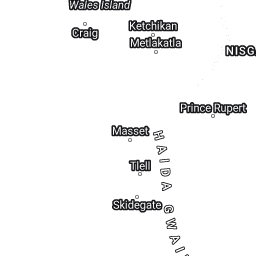 Wales Island
Ketchikan
Craig
Metlakatla
NISG
Prince Rupert
Masset
Tlell
Skidegate
HAIDA GWAI